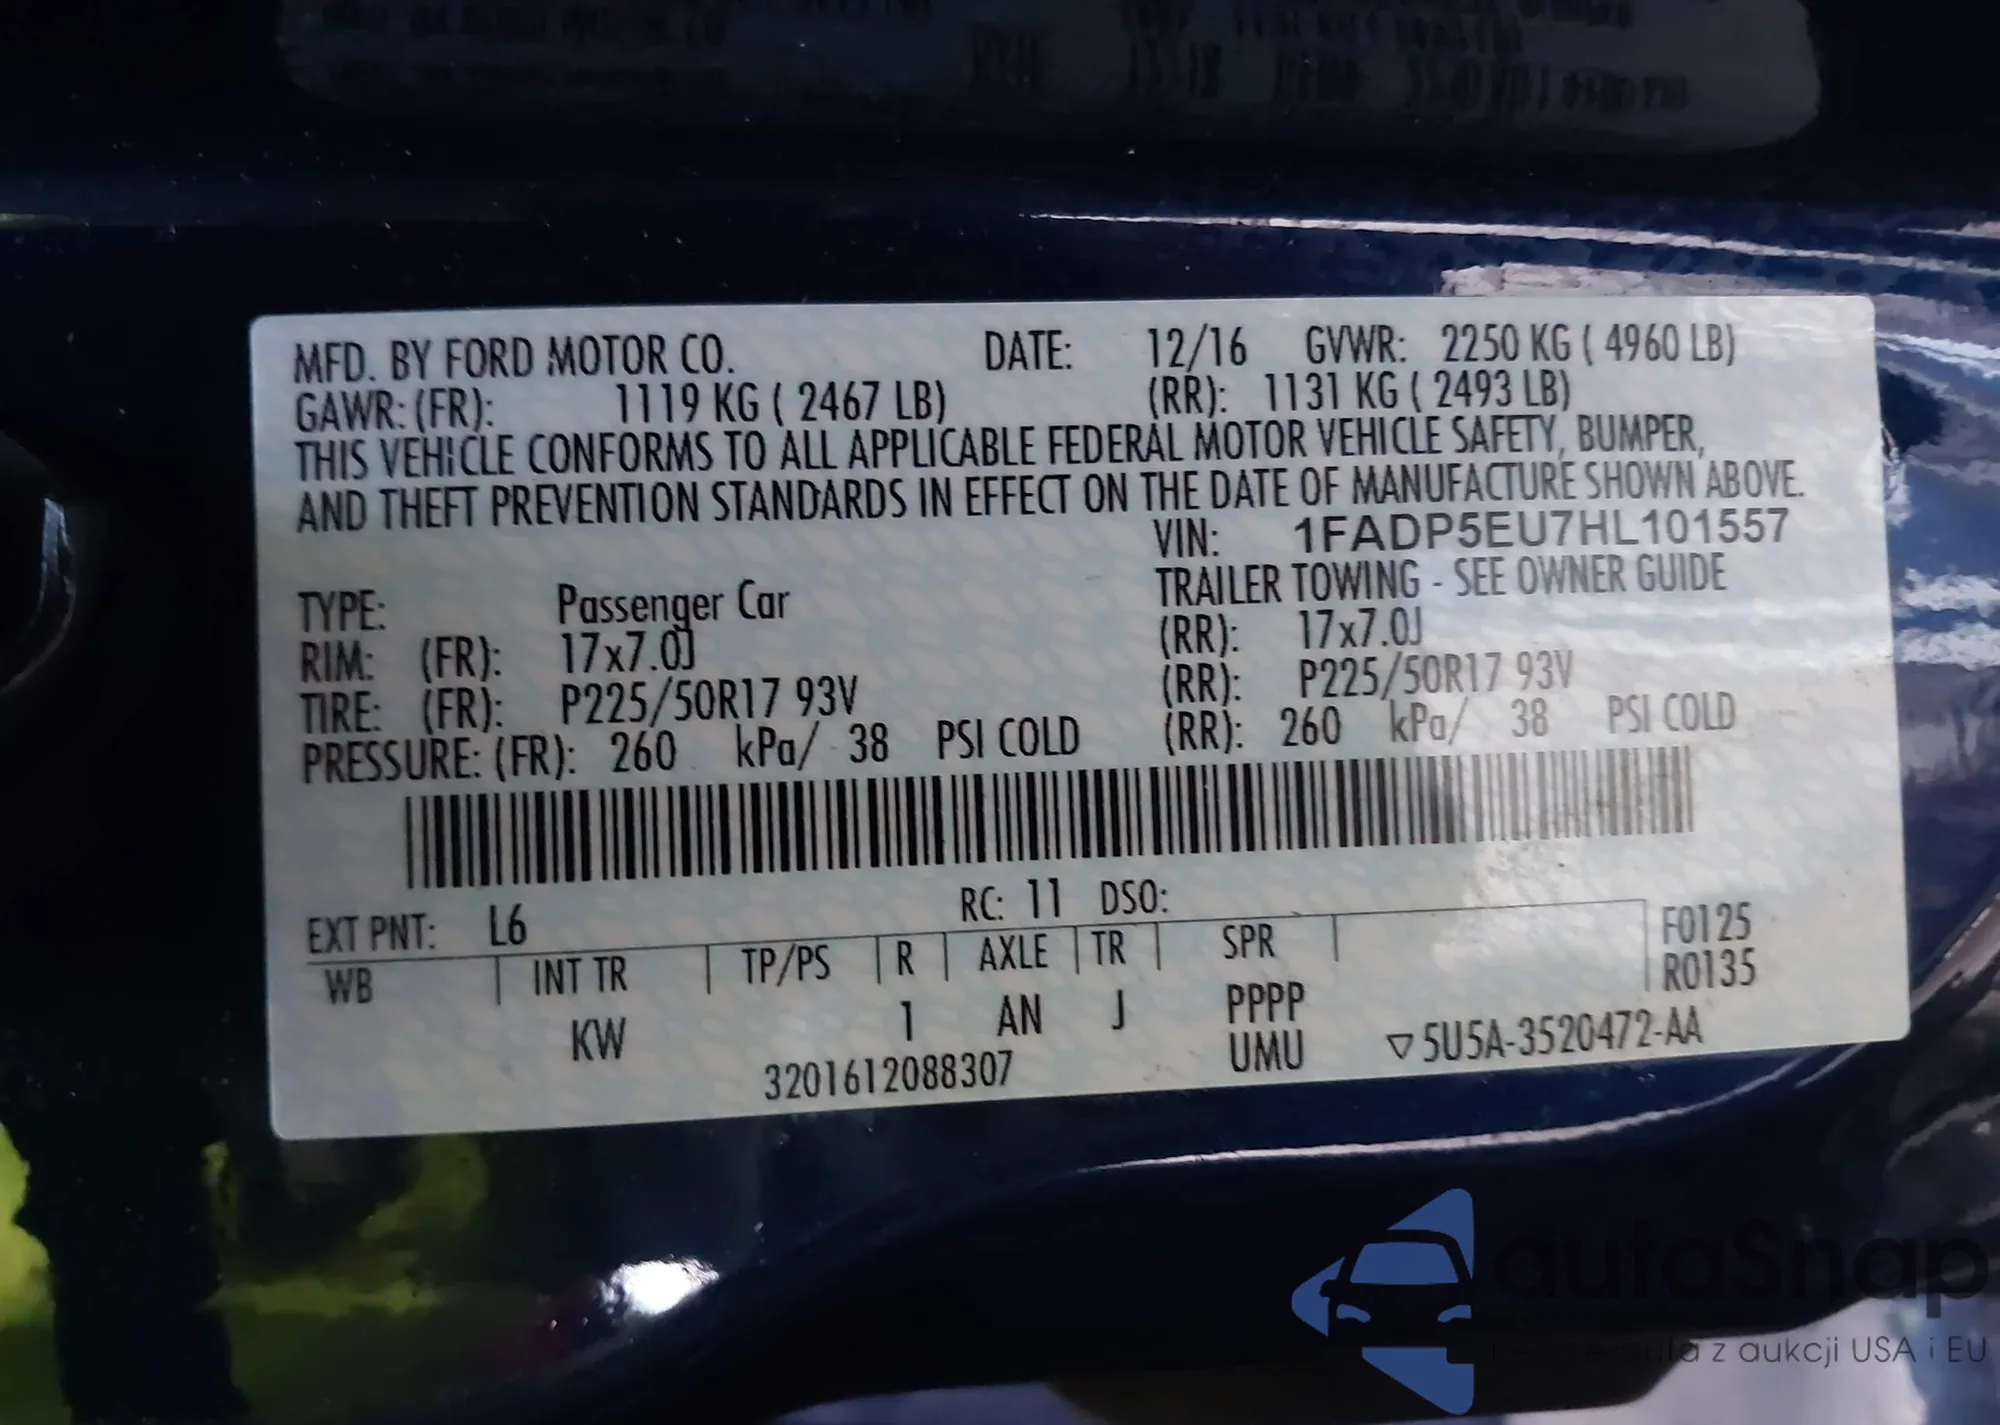 MFD. BY FORD MOTOR CO. DATE: 12/16 GVWR: 2250 KG ( 4960 LB)
GAWR: (FR): 1119 KG ( 2467 LB) (RR): 1131 KG ( 2493 LB)
THIS VEHICLE CONFORMS TO ALL APPLICABLE FEDERAL MOTOR VEHICLE SAFETY, BUMPER,
AND THEFT PREVENTION STANDARDS IN EFFECT ON THE DATE OF MANUFACTURE SHOWN ABOVE.
VIN: 1FADP5EU7HL101557
TYPE: Passenger Car TRAILER TOWING - SEE OWNER GUIDE
RIM: (FR): 17x7.0J (RR): 17x7.0J
TIRE: (FR): P225/50R17 93V (RR): P225/50R17 93V
PRESSURE: (FR): 260 kPa/ 38 PSI COLD (RR): 260 kPa/ 38 PSI COLD
EXT PNT: L6 RC: 11 DSO:
WB INT TR TP/PS R AXLE TR SPR F0125
R0135
KW 1 AN J PPPP
3201612088307 UMU ▽5U5A-3520472-AA
autaSnap
auta z aukcji USA i EU